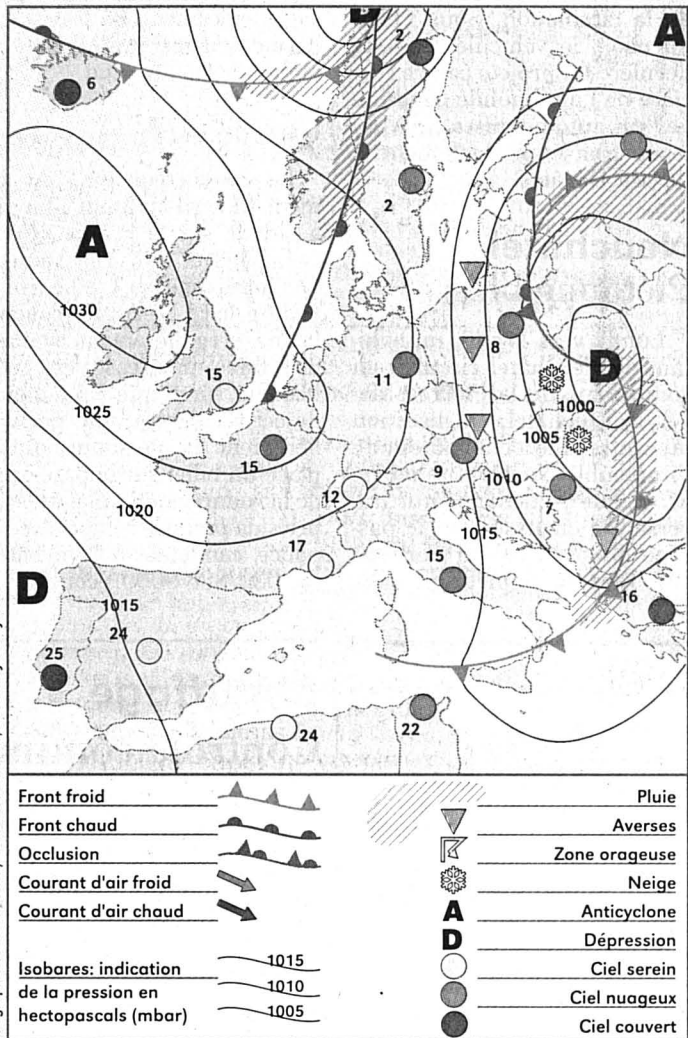 D
A
2
6
1
2
A
1030
8
15
11
D
1000
1025
1005
15
9
1010
12
7
1020
1015
17
15
D
16
1015
24
25
24
22
Front froid
Front chaud
Occlusion
Courant d'air froid
Courant d'air chaud
Isobares: indication
de la pression en
hectopascals (mbar)
1015
1010
1005
Pluie
Averses
Zone orageuse
Neige
A Anticyclone
D Dépression
Ciel serein
Ciel nuageux
Ciel couvert